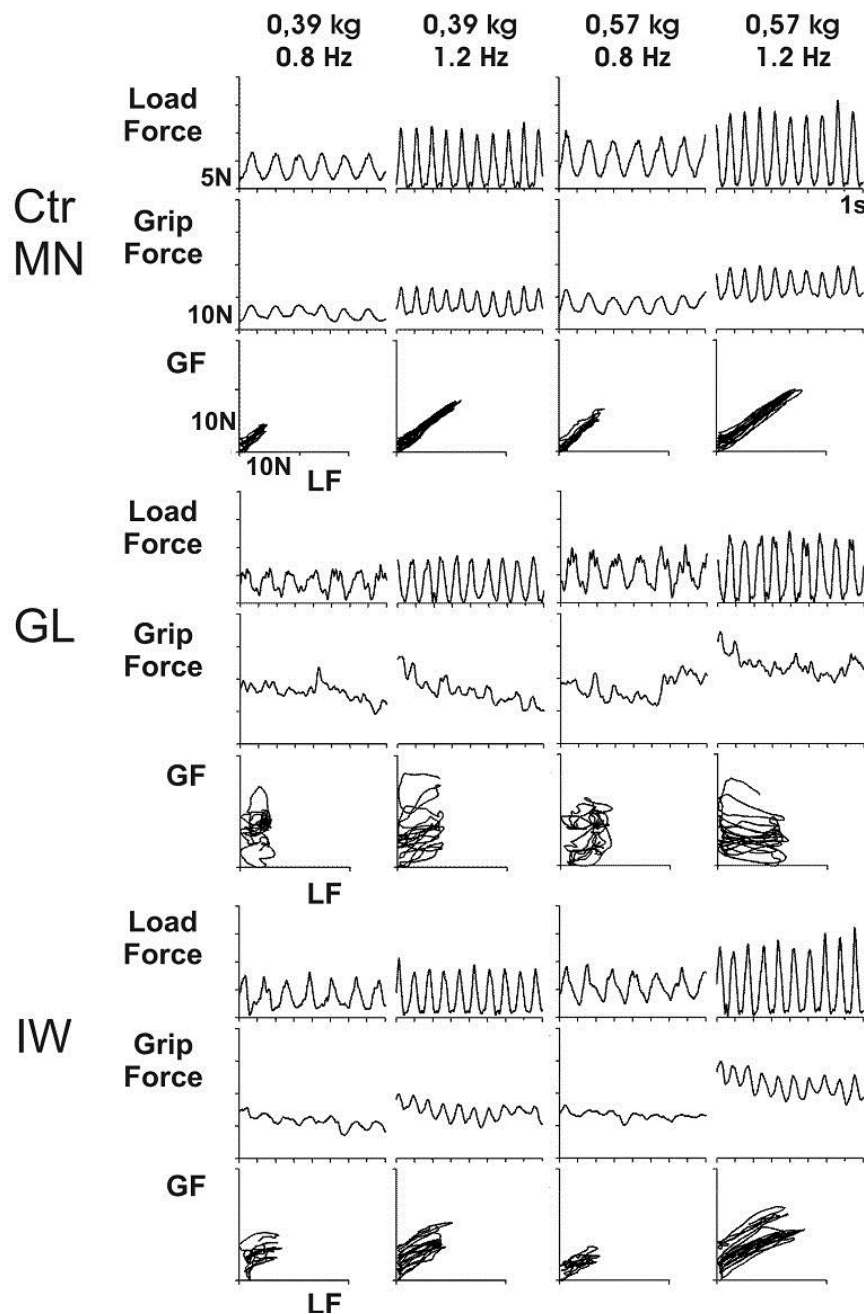 0,39 kg 0,39 kg 0,57 kg 0,57 kg
0.8 Hz 1.2 Hz 0.8 Hz 1.2 Hz
Load
Force
5N
1s
Ctr
MN
Grip
Force
10N
GF
10N
10N
LF
Load
Force
GL
Grip
Force
GF
LF
Load
Force
IW
Grip
Force
GF
LF